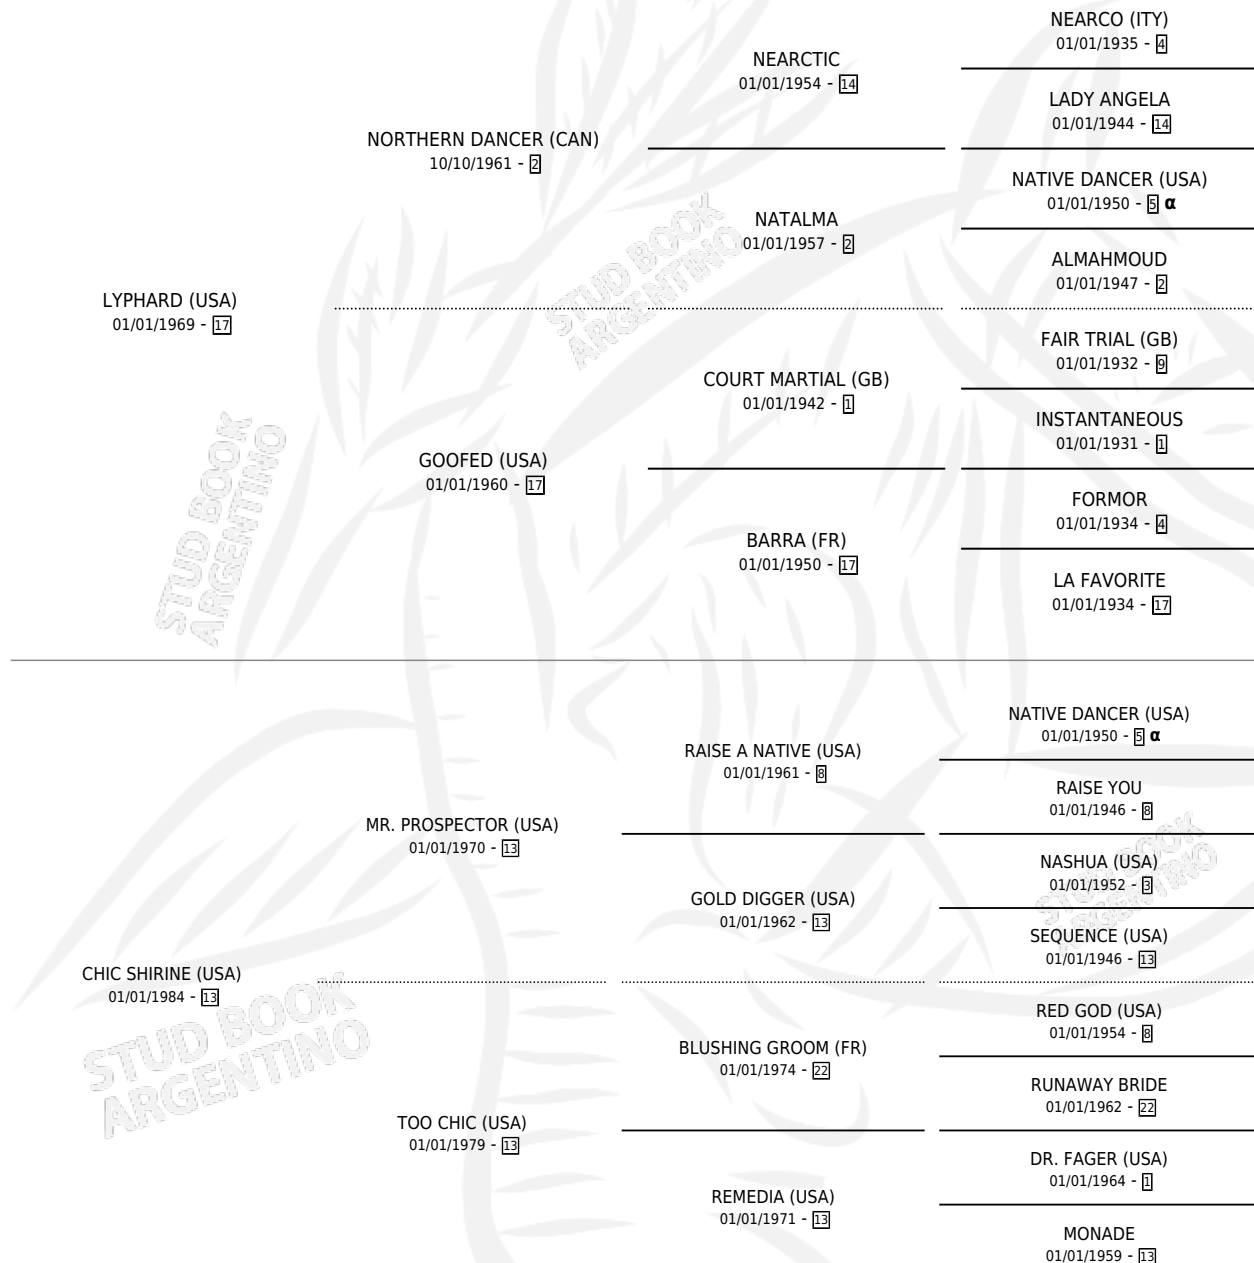 NEARCO (ITY)
01/01/1935 - 4
NEARCTIC
01/01/1954 - 14
LADY ANGELA
01/01/1944 - 14
NORTHERN DANCER (CAN)
10/10/1961 - 2
NATIVE DANCER (USA)
01/01/1950 - 5 α
NATALMA
01/01/1957 - 2
ALMAHMOUD
01/01/1947 - 2
STUD BOOK
ARGENTINO
LYPHARD (USA)
01/01/1969 - 17
FAIR TRIAL (GB)
01/01/1932 - 9
COURT MARTIAL (GB)
01/01/1942 - 1
INSTANTANEOUS
01/01/1931 - 1
GOOFED (USA)
01/01/1960 - 17
FORMOR
01/01/1934 - 4
BARRA (FR)
01/01/1950 - 17
LA FAVORITE
01/01/1934 - 17
STUD BOOK
ARGENTINO
NATIVE DANCER (USA)
01/01/1950 - 5 α
RAISE A NATIVE (USA)
01/01/1961 - 8
RAISE YOU
01/01/1946 - 8
MR. PROSPECTOR (USA)
01/01/1970 - 13
NASHUA (USA)
01/01/1952 - 3
GOLD DIGGER (USA)
01/01/1962 - 13
SEQUENCE (USA)
01/01/1946 - 13
STUD BOOK
ARGENTINO
CHIC SHIRINE (USA)
01/01/1984 - 13
RED GOD (USA)
01/01/1954 - 8
BLUSHING GROOM (FR)
01/01/1974 - 22
RUNAWAY BRIDE
01/01/1962 - 22
TOO CHIC (USA)
01/01/1979 - 13
DR. FAGER (USA)
01/01/1964 - 1
REMEDIA (USA)
01/01/1971 - 13
MONADE
01/01/1959 - 13
STUD BOOK
ARGENTINO